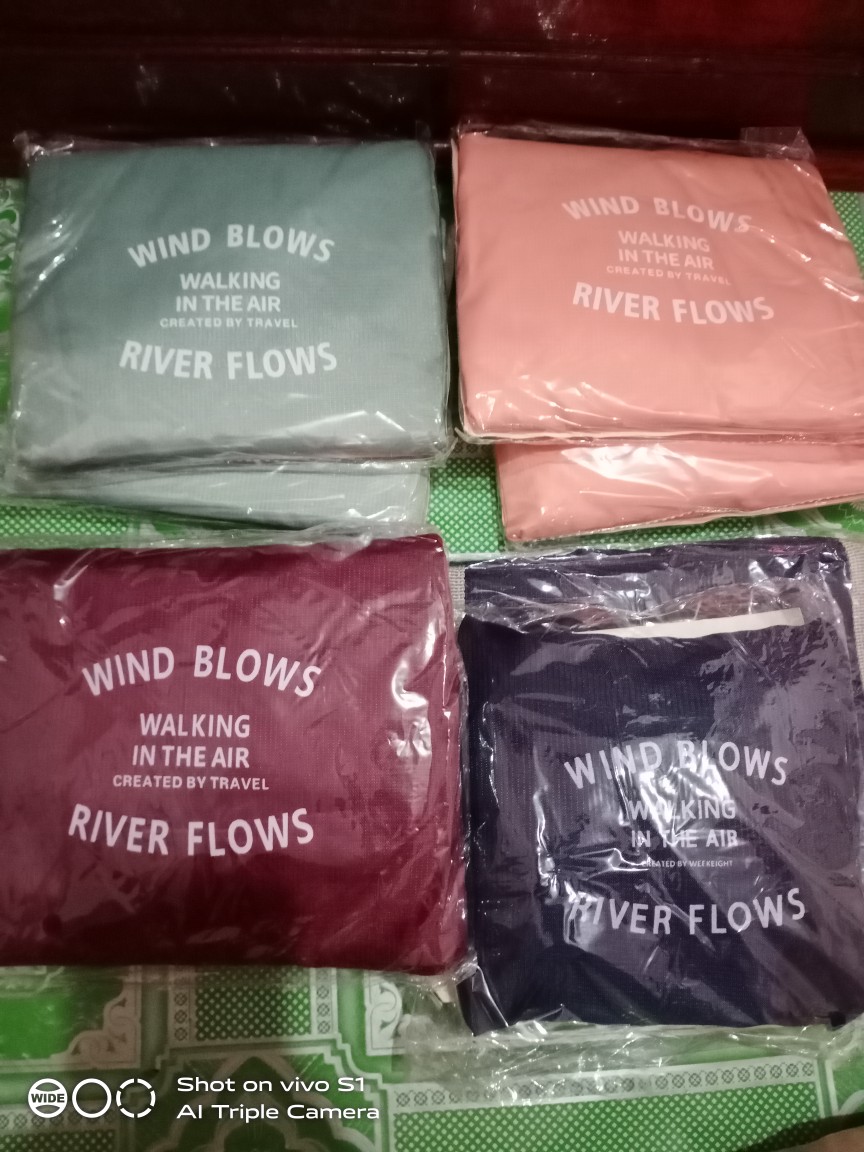 WIND BLOWS
WALKING
IN THE AIR
CREATED BY TRAVEL
RIVER FLOWS
WIND BLOWS
WALKING
IN THE AIR
CREATED BY TRAVEL
RIVER FLOWS
WIND BLOWS
WALKING
IN THE AIR
CREATED BY TRAVEL
RIVER FLOWS
WIND BLOWS
WALKING
IN THE AIR
CREATED BY WEEKEIGHT
RIVER FLOWS
WIDE
Shot on vivo S1
AI Triple Camera